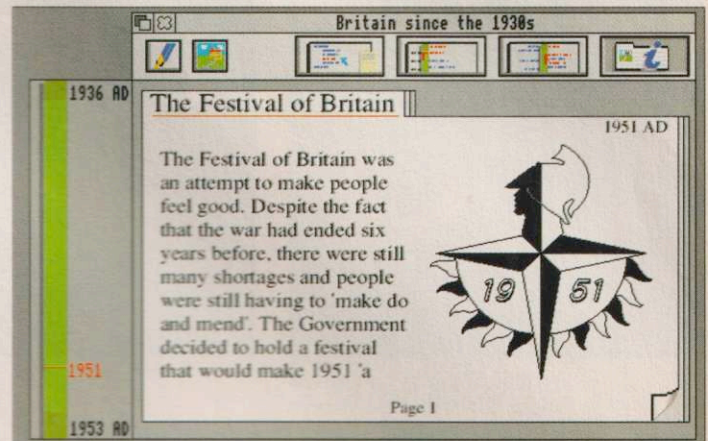 Britain since the 1930s
1936 AD
The Festival of Britain
1951 AD
The Festival of Britain was
an attempt to make people
feel good. Despite the fact
that the war had ended six
years before, there were still
many shortages and people
were still having to 'make do
and mend'. The Government
decided to hold a festival
that would make 1951 'a
19 51
Page 1
1951
1953 AD